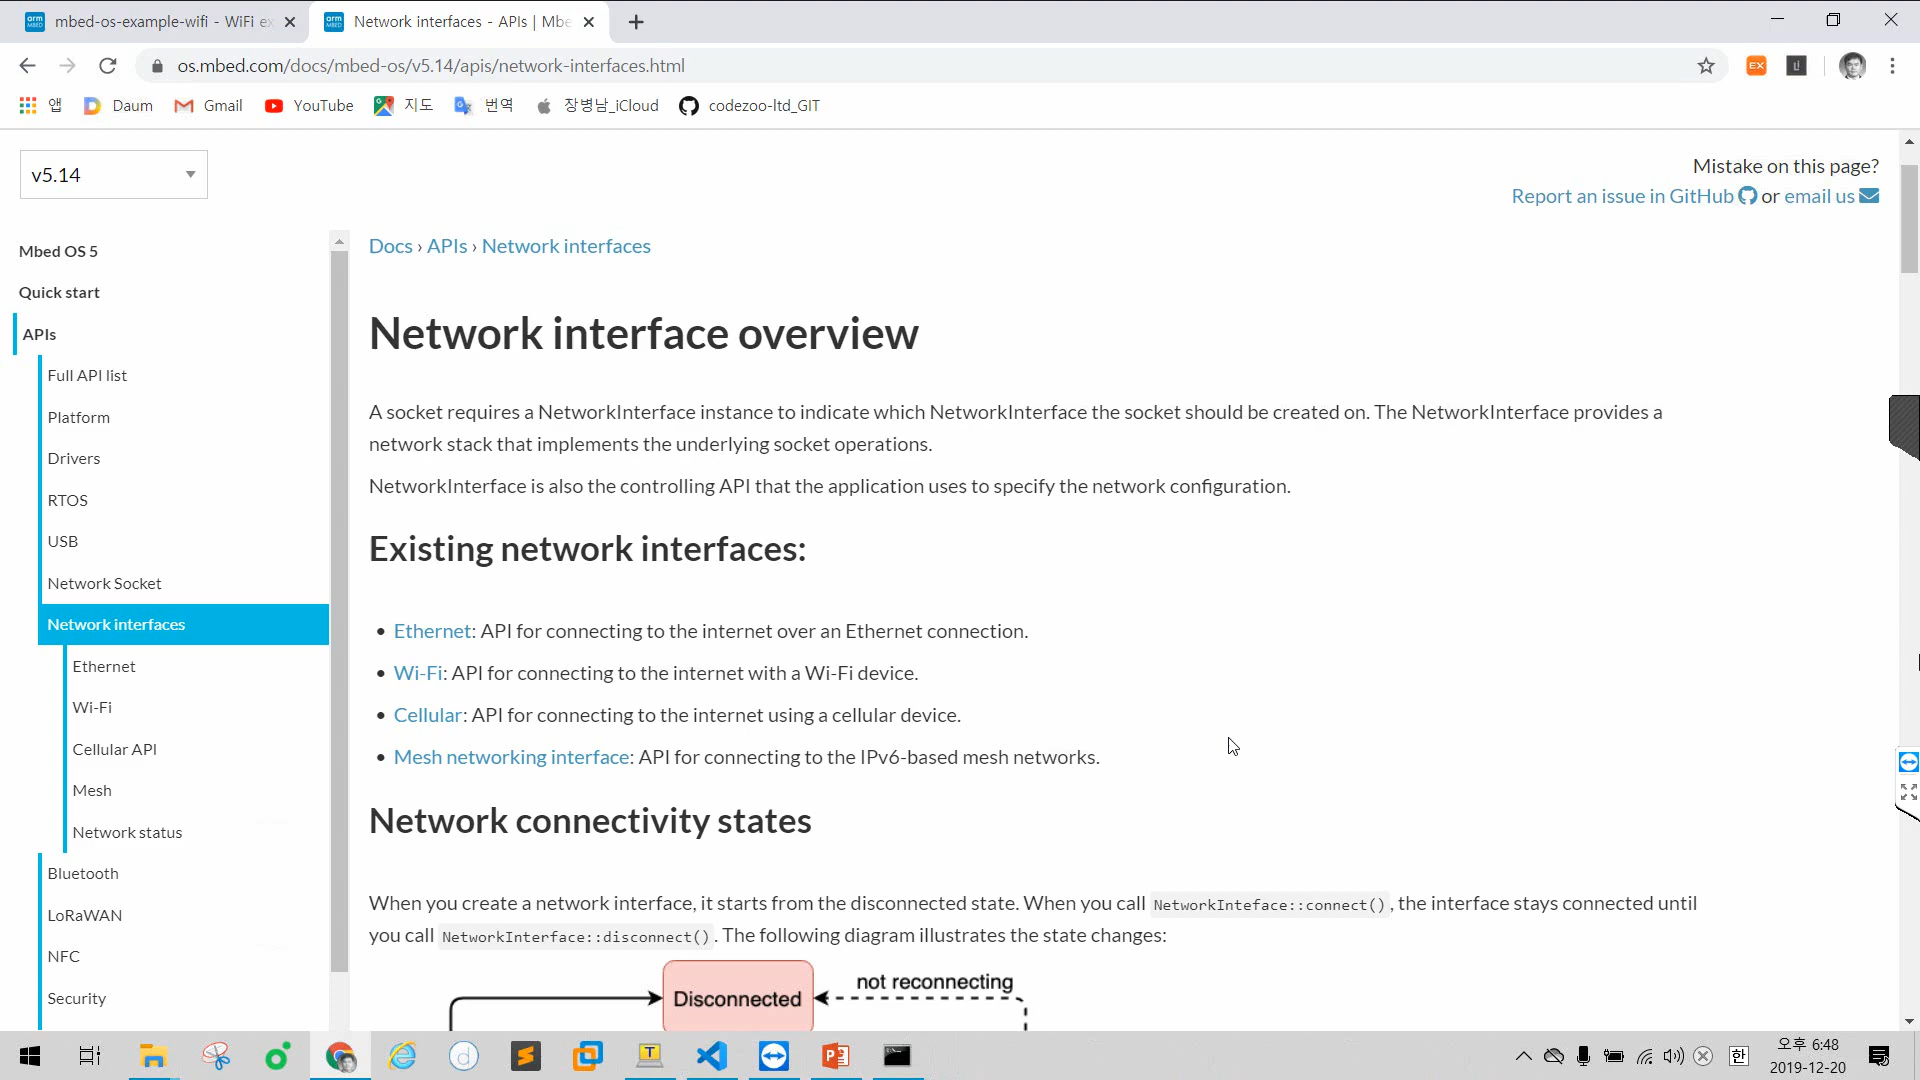 mbed-os-example-wifi - WiFi ex
Network interfaces - APIs | Mbe
os.mbed.com/docs/mbed-os/v5.14/apis/network-interfaces.html
앱
Daum
Gmail
YouTube
지도
번역
장병남_iCloud
codezoo-ltd_GIT
v5.14
Mistake on this page?
Report an issue in GitHub or email us
Mbed OS 5
Quick start
APIs
Full API list
Platform
Drivers
RTOS
USB
Network Socket
Network interfaces
Ethernet
Wi-Fi
Cellular API
Mesh
Network status
Bluetooth
LoRaWAN
NFC
Security
Docs › APIs › Network interfaces
Network interface overview
A socket requires a NetworkInterface instance to indicate which NetworkInterface the socket should be created on. The NetworkInterface provides a
network stack that implements the underlying socket operations.
NetworkInterface is also the controlling API that the application uses to specify the network configuration.
Existing network interfaces:
• Ethernet: API for connecting to the internet over an Ethernet connection.
• Wi-Fi: API for connecting to the internet with a Wi-Fi device.
• Cellular: API for connecting to the internet using a cellular device.
• Mesh networking interface: API for connecting to the IPv6-based mesh networks.
Network connectivity states
When you create a network interface, it starts from the disconnected state. When you call NetworkInteface::connect(), the interface stays connected until
you call NetworkInterface::disconnect(). The following diagram illustrates the state changes:
not reconnecting
Disconnected
한
오후 6:48
2019-12-20